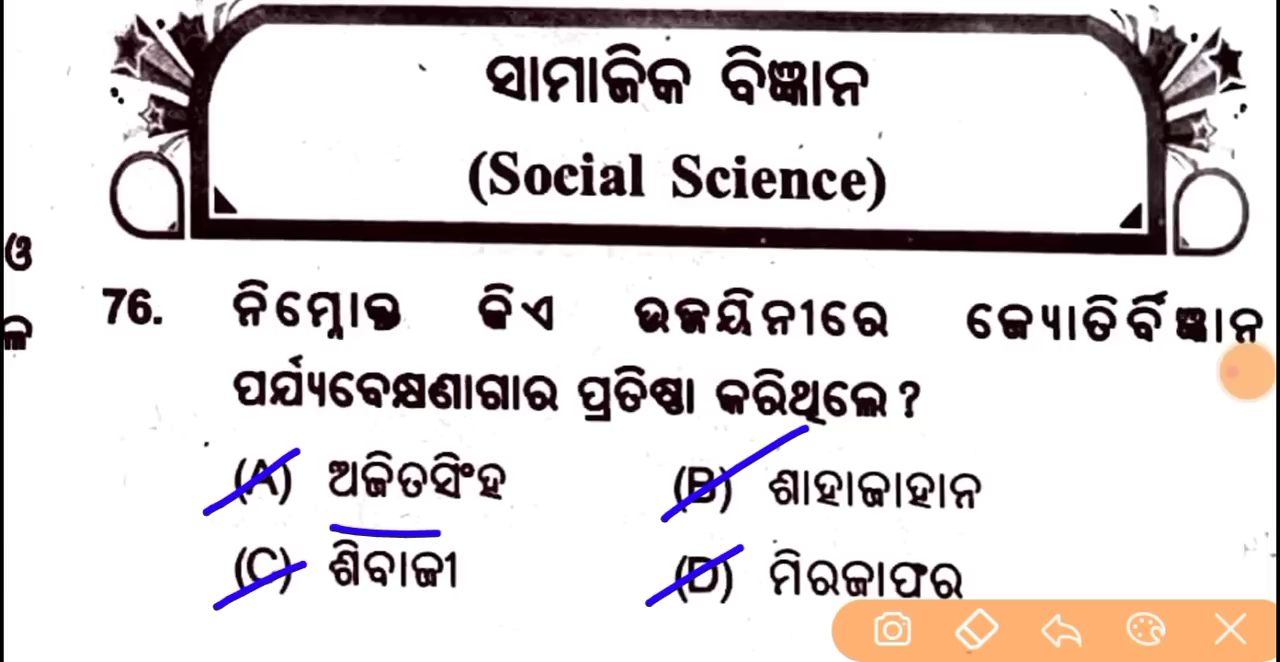 ସାମାଜିକ ବିଜ୍ଞାନ
(Social Science)
ଓ
ଳ
76. ନିମ୍ନୋକ୍ତ କିଏ ଉଜ୍ଜୟିନୀରେ ଜ୍ୟୋତିର୍ବିଜ୍ଞାନ
ପର୍ଯ୍ୟବେକ୍ଷଣାଗାର ପ୍ରତିଷ୍ଠା କରିଥିଲେ ?
(A) ଅଜିତସିଂହ (B) ଶାହାଜାହାନ
(C) ଶିବାଜୀ (D) ମିରଜାଫର